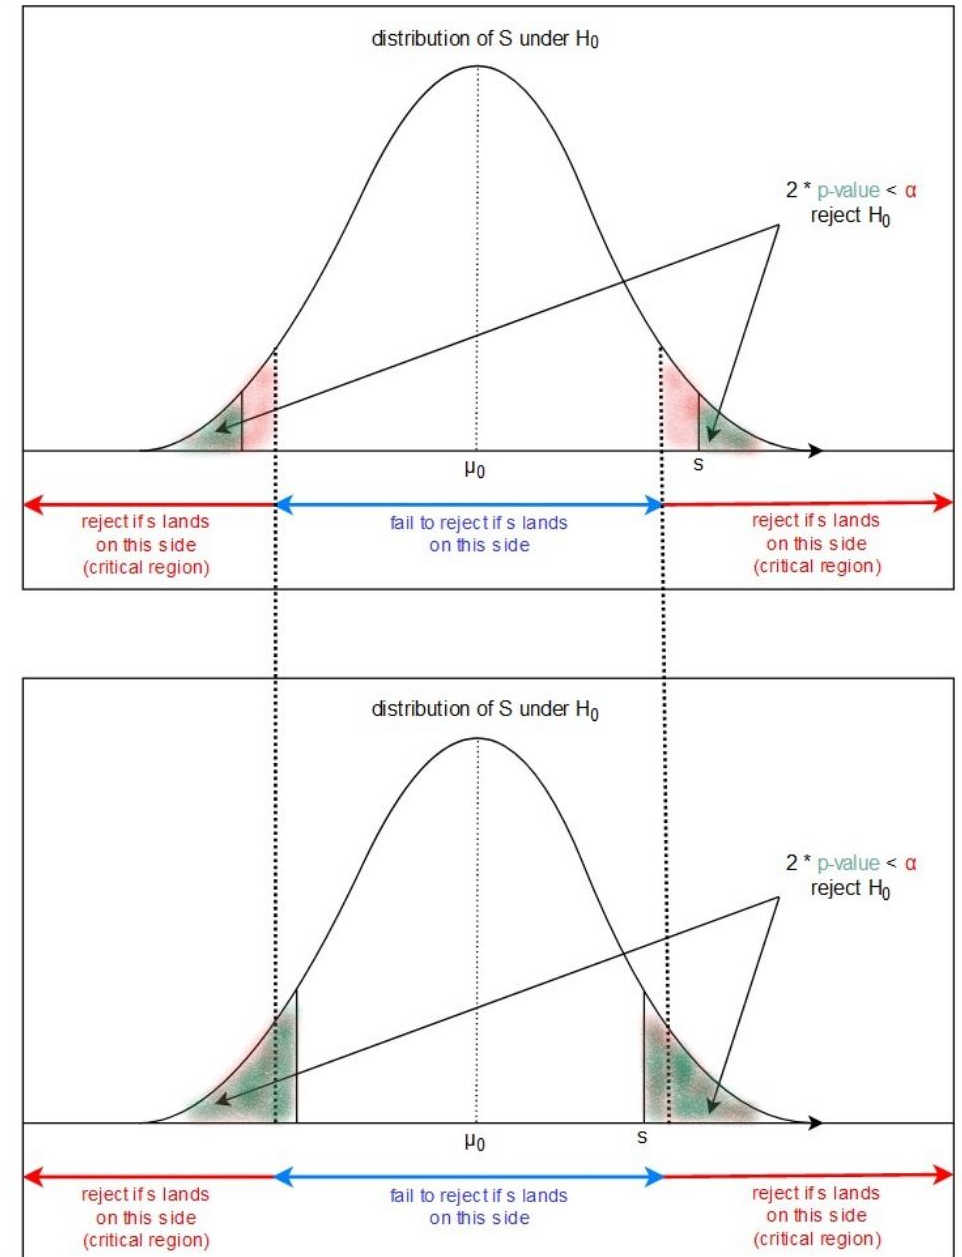 distribution of S under H₀
2 * p-value < α
reject H₀
μ₀
s
reject if s lands
on this side
(critical region)
fail to reject if s lands
on this side
reject if s lands
on this side
(critical region)
distribution of S under H₀
2 * p-value < α
reject H₀
μ₀
s
reject if s lands
on this side
(critical region)
fail to reject if s lands
on this side
reject if s lands
on this side
(critical region)